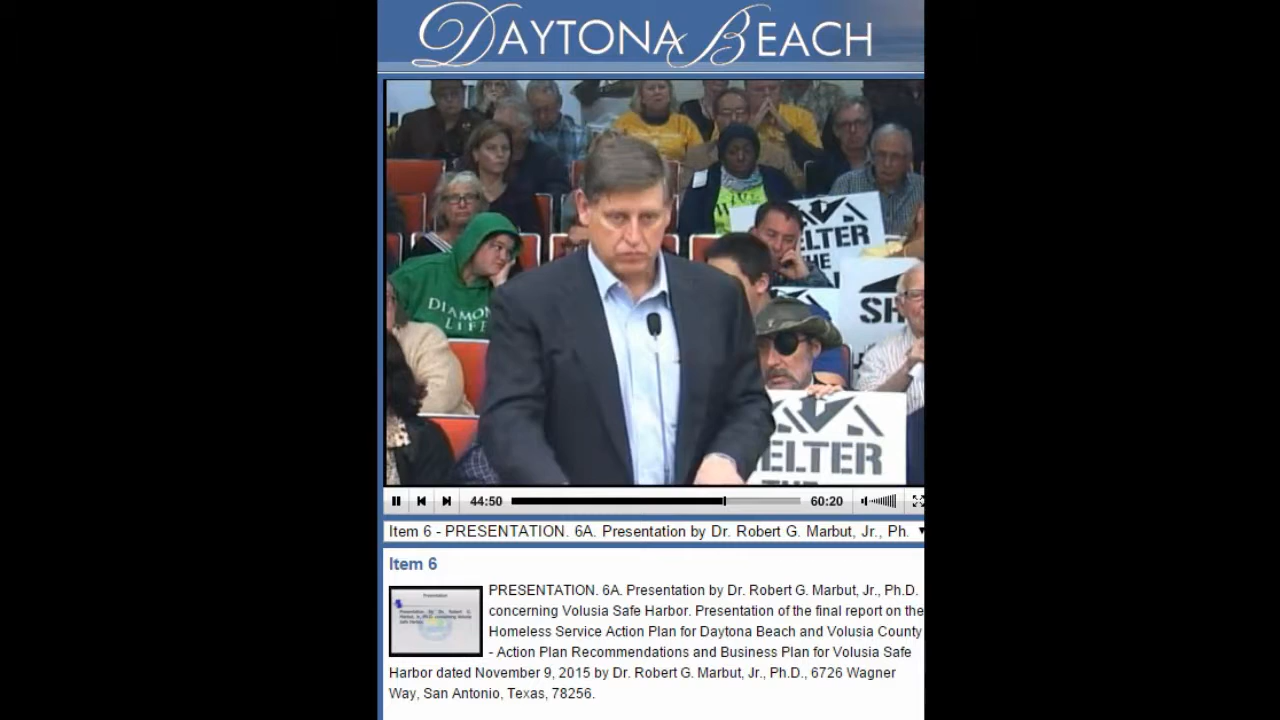 DAYTONA BEACH
ELTER
HE
SH
DIAMON
LIFE
ELTER
THE
44:50
60:20
Item 6 - PRESENTATION. 6A. Presentation by Dr. Robert G. Marbut, Jr., Ph.
Item 6
PRESENTATION. 6A. Presentation by Dr. Robert G. Marbut, Jr., Ph.D.
concerning Volusia Safe Harbor. Presentation of the final report on the
Homeless Service Action Plan for Daytona Beach and Volusia County
- Action Plan Recommendations and Business Plan for Volusia Safe
Harbor dated November 9, 2015 by Dr. Robert G. Marbut, Jr., Ph.D., 6726 Wagner
Way, San Antonio, Texas, 78256.